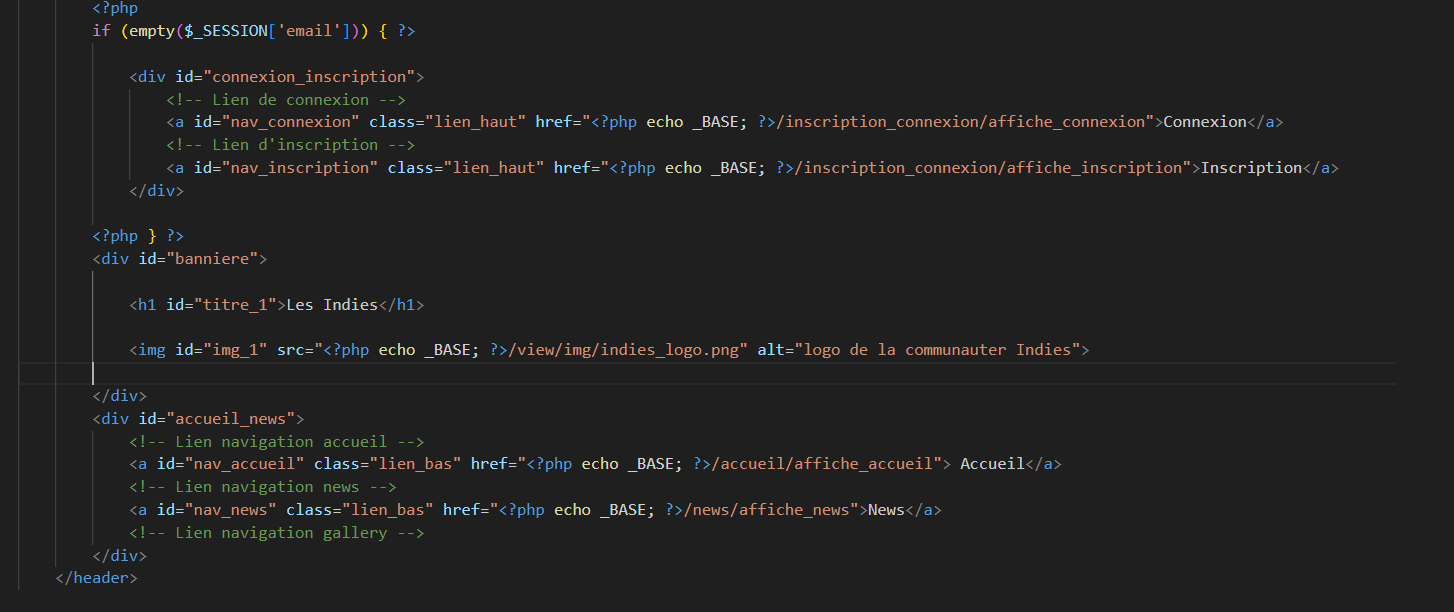 <?php
if (empty($_SESSION['email'])) { ?>
<div id="connexion_inscription">
<!-- Lien de connexion -->
<a id="nav_connexion" class="lien_haut" href="<?php echo _BASE; ?>/inscription_connexion/affiche_connexion">Connexion</a>
<!-- Lien d'inscription -->
<a id="nav_inscription" class="lien_haut" href="<?php echo _BASE; ?>/inscription_connexion/affiche_inscription">Inscription</a>
</div>
<?php } ?>
<div id="banniere">
<h1 id="titre_1">Les Indies</h1>
<img id="img_1" src="<?php echo _BASE; ?>/view/img/indies_logo.png" alt="logo de la communauter Indies">
</div>
<div id="accueil_news">
<!-- Lien navigation accueil -->
<a id="nav_accueil" class="lien_bas" href="<?php echo _BASE; ?>/accueil/affiche_accueil"> Accueil</a>
<!-- Lien navigation news -->
<a id="nav_news" class="lien_bas" href="<?php echo _BASE; ?>/news/affiche_news">News</a>
<!-- Lien navigation gallery -->
</div>
</header>